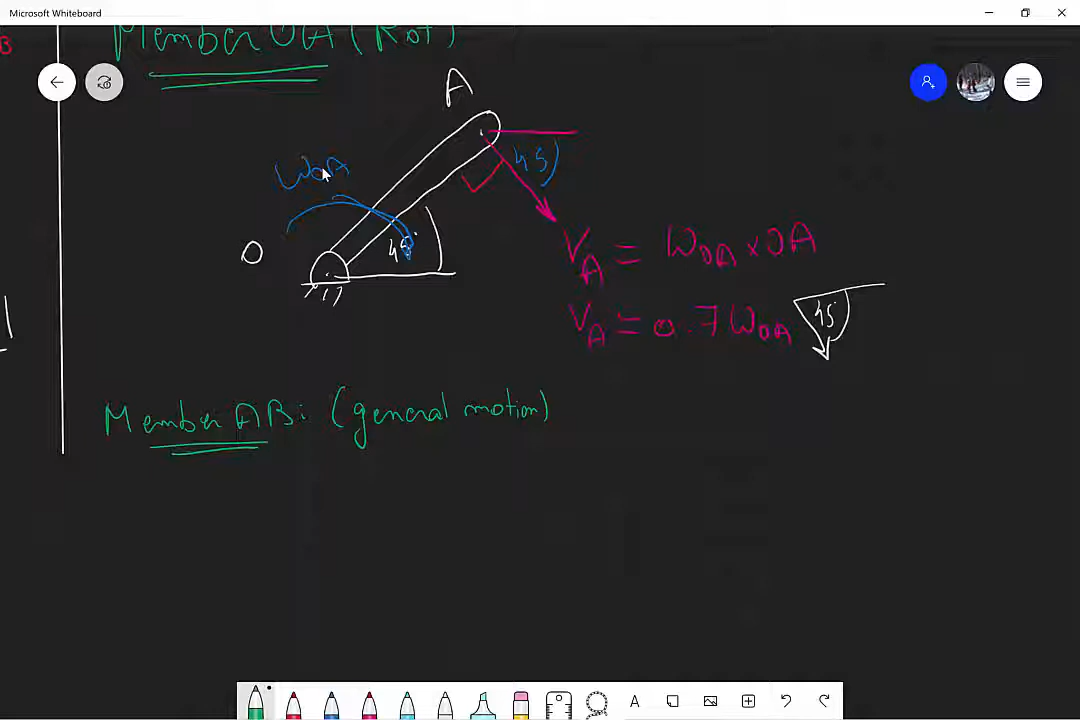 Microsoft Whiteboard
B
Member OA (Rot)
A
45
ωOA
45
O
VA = ωOA × OA
VA = 0.7 ωOA 45
Member AB: (general motion)
A